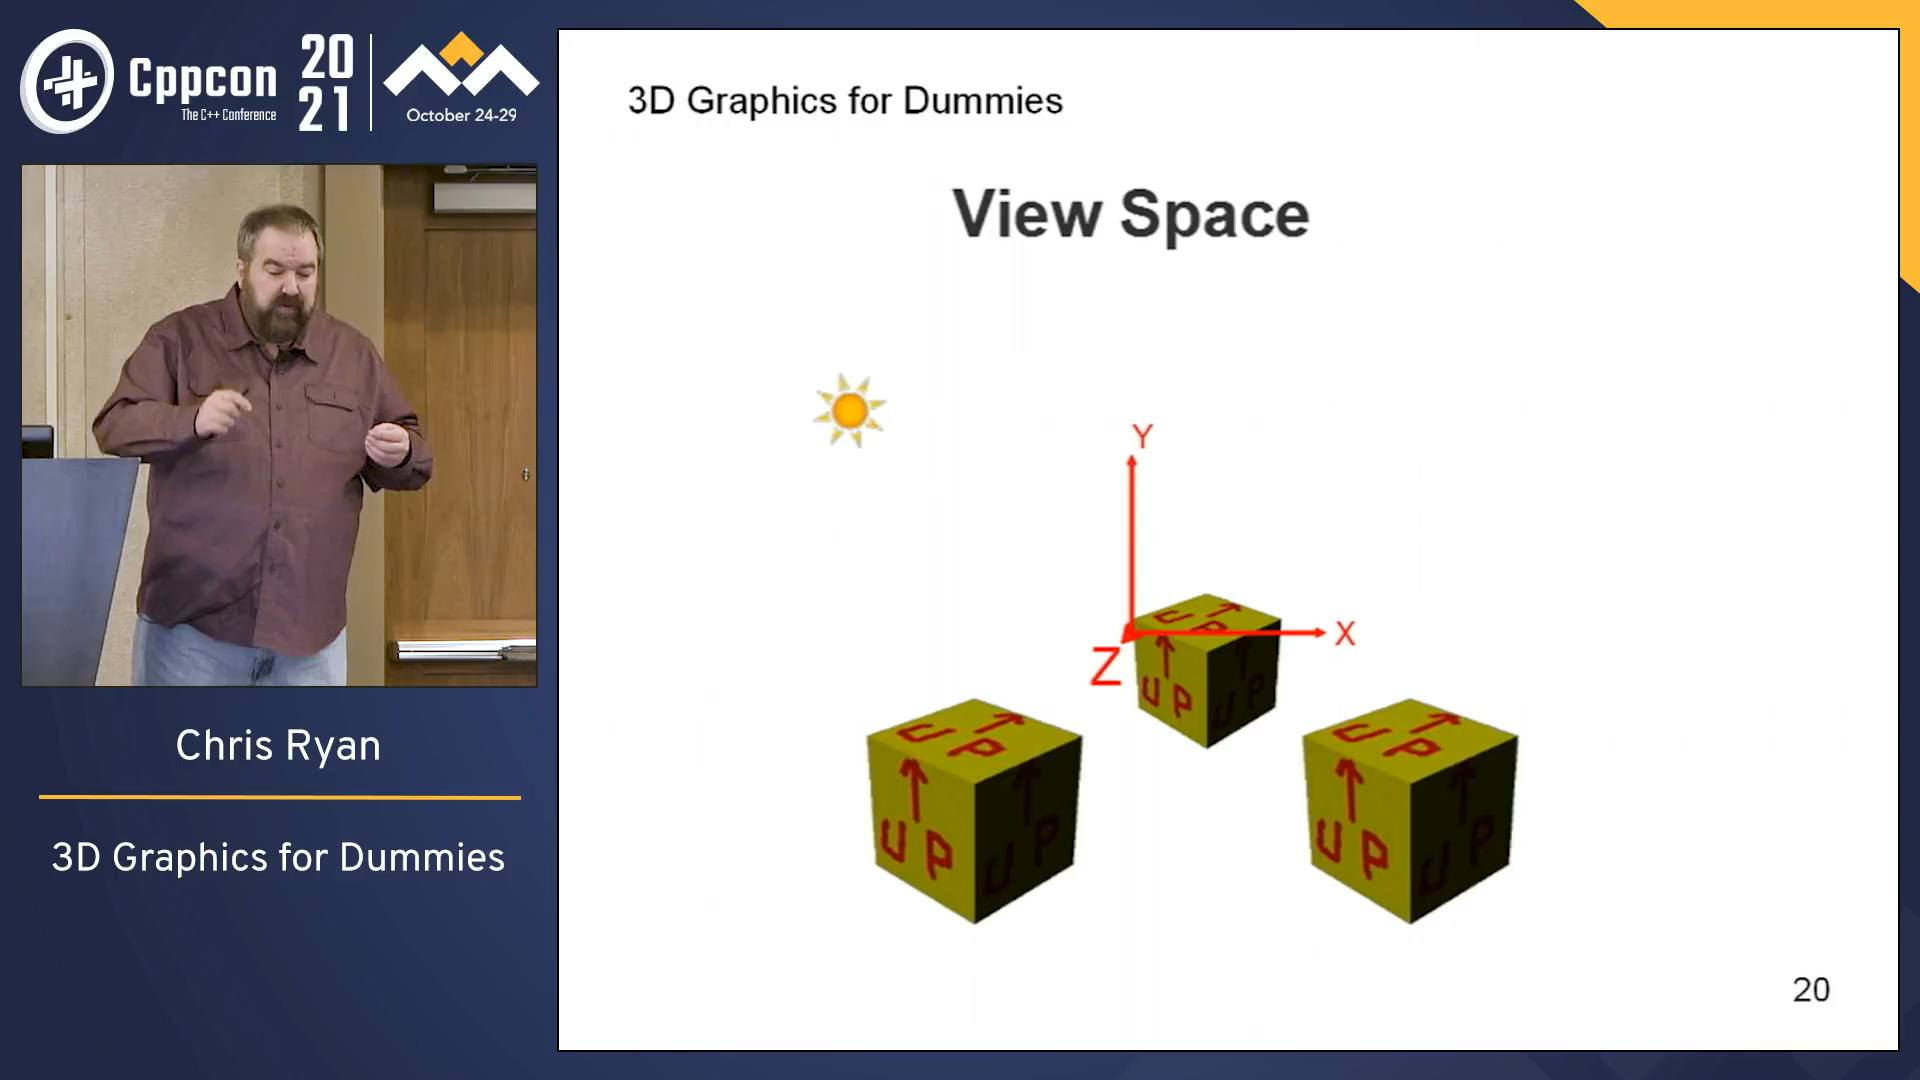 Cppcon
The C++ Conference
20
21
October 24-29
Chris Ryan
3D Graphics for Dummies
3D Graphics for Dummies
View Space
Y
X
Z
UP
UP
UP
UP
UP
UP
UP
UP
UP
20